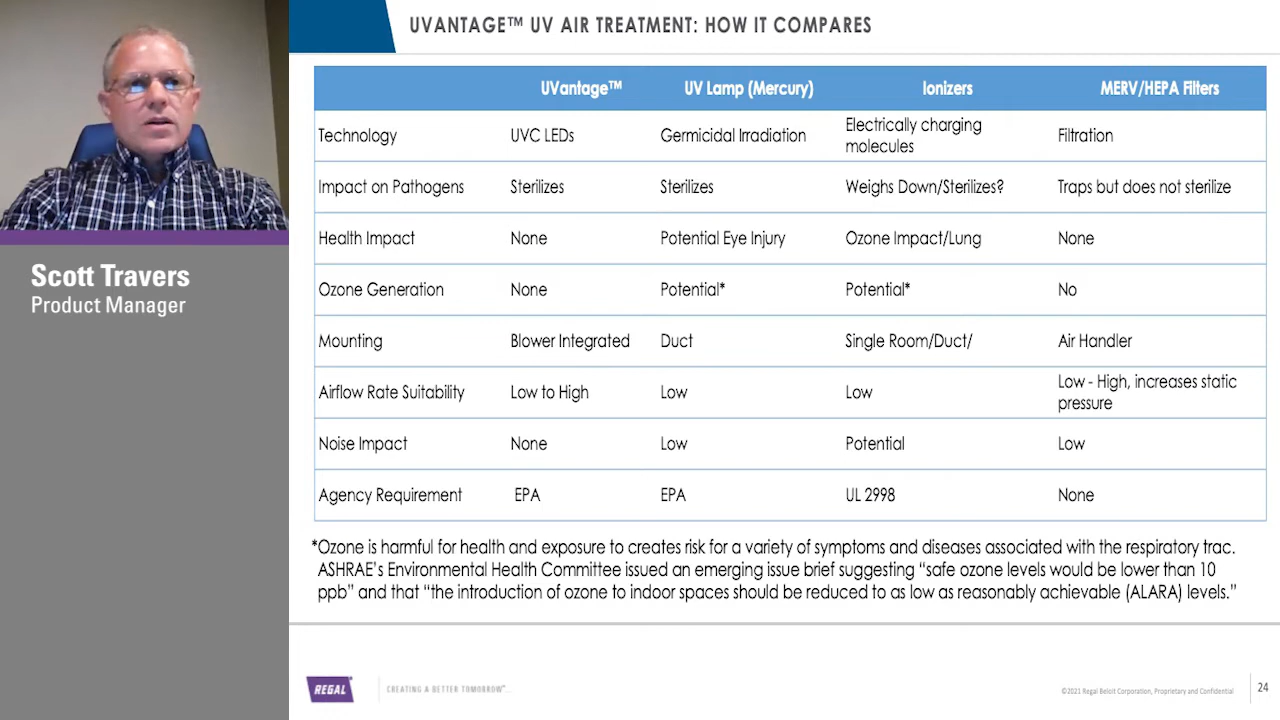 UVANTAGE™ UV AIR TREATMENT: HOW IT COMPARES
UVantage™ UV Lamp (Mercury) Ionizers MERV/HEPA Filters
Technology UVC LEDs Germicidal Irradiation Electrically charging molecules Filtration
Impact on Pathogens Sterilizes Sterilizes Weighs Down/Sterilizes? Traps but does not sterilize
Health Impact None Potential Eye Injury Ozone Impact/Lung None
Ozone Generation None Potential* Potential* No
Mounting Blower Integrated Duct Single Room/Duct/ Air Handler
Airflow Rate Suitability Low to High Low Low Low - High, increases static pressure
Noise Impact None Low Potential Low
Agency Requirement EPA EPA UL 2998 None
*Ozone is harmful for health and exposure to creates risk for a variety of symptoms and diseases associated with the respiratory trac.
ASHRAE's Environmental Health Committee issued an emerging issue brief suggesting “safe ozone levels would be lower than 10
ppb” and that “the introduction of ozone to indoor spaces should be reduced to as low as reasonably achievable (ALARA) levels.”
Scott Travers
Product Manager
REGAL
CREATING A BETTER TOMORROW™...
©2021 Regal Beloit Corporation, Proprietary and Confidential
24